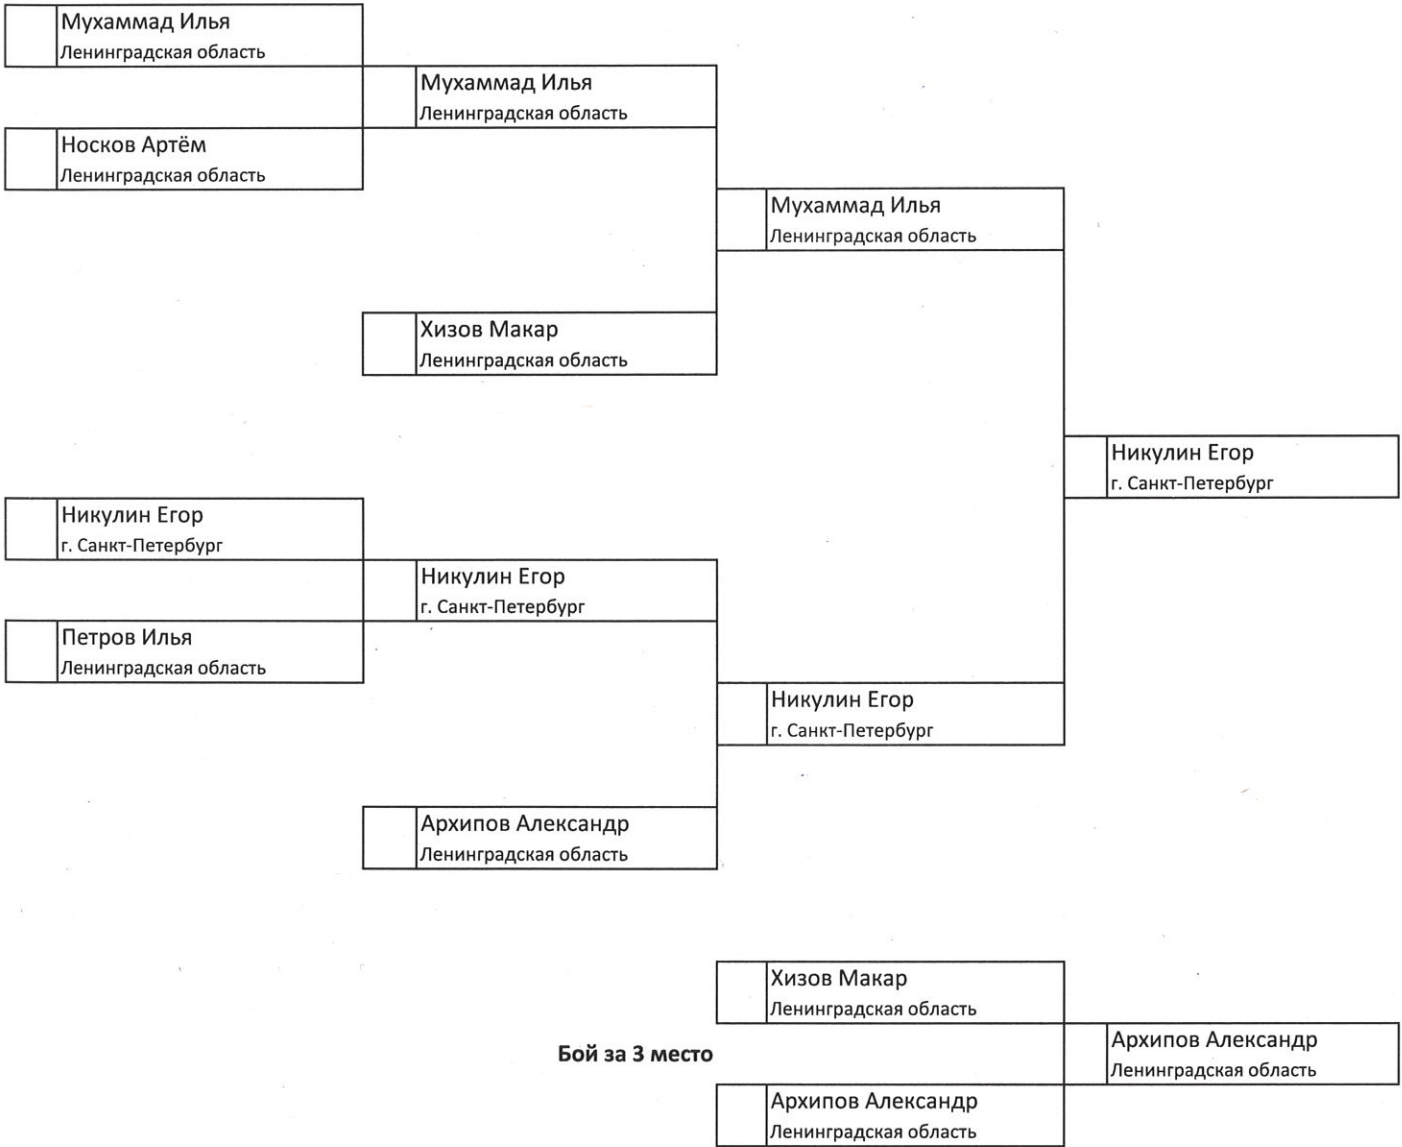 Мухаммад Илья
Ленинградская область
Мухаммад Илья
Ленинградская область
Носков Артём
Ленинградская область
Мухаммад Илья
Ленинградская область
Хизов Макар
Ленинградская область
Никулин Егор
г. Санкт-Петербург
Никулин Егор
г. Санкт-Петербург
Никулин Егор
г. Санкт-Петербург
Петров Илья
Ленинградская область
Никулин Егор
г. Санкт-Петербург
Архипов Александр
Ленинградская область
Хизов Макар
Ленинградская область
Бой за 3 место
Архипов Александр
Ленинградская область
Архипов Александр
Ленинградская область